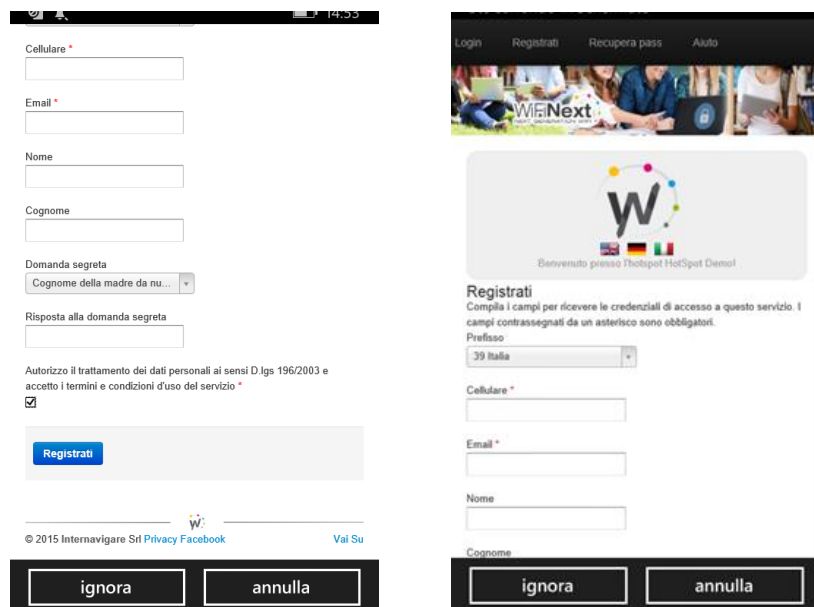 14:53
Cellulare *
Email *
Nome
Cognome
Domanda segreta
Cognome della madre da nu...
Risposta alla domanda segreta
Autorizzo il trattamento dei dati personali ai sensi D.lgs 196/2003 e
accetto i termini e condizioni d'uso del servizio *
Registrati
© 2015 Internavigare Srl Privacy Facebook
Vai Su
ignora
annulla
Login
Registrati
Recupera pass
Aiuto
WiFiNext
NEXT GENERATION WIFI
Benvenuto presso l'hotspot HotSpot Demo!
Registrati
Compila i campi per ricevere le credenziali di accesso a questo servizio. I
campi contrassegnati da un asterisco sono obbligatori.
Prefisso
39 Italia
Cellulare *
Email *
Nome
Cognome
ignora
annulla